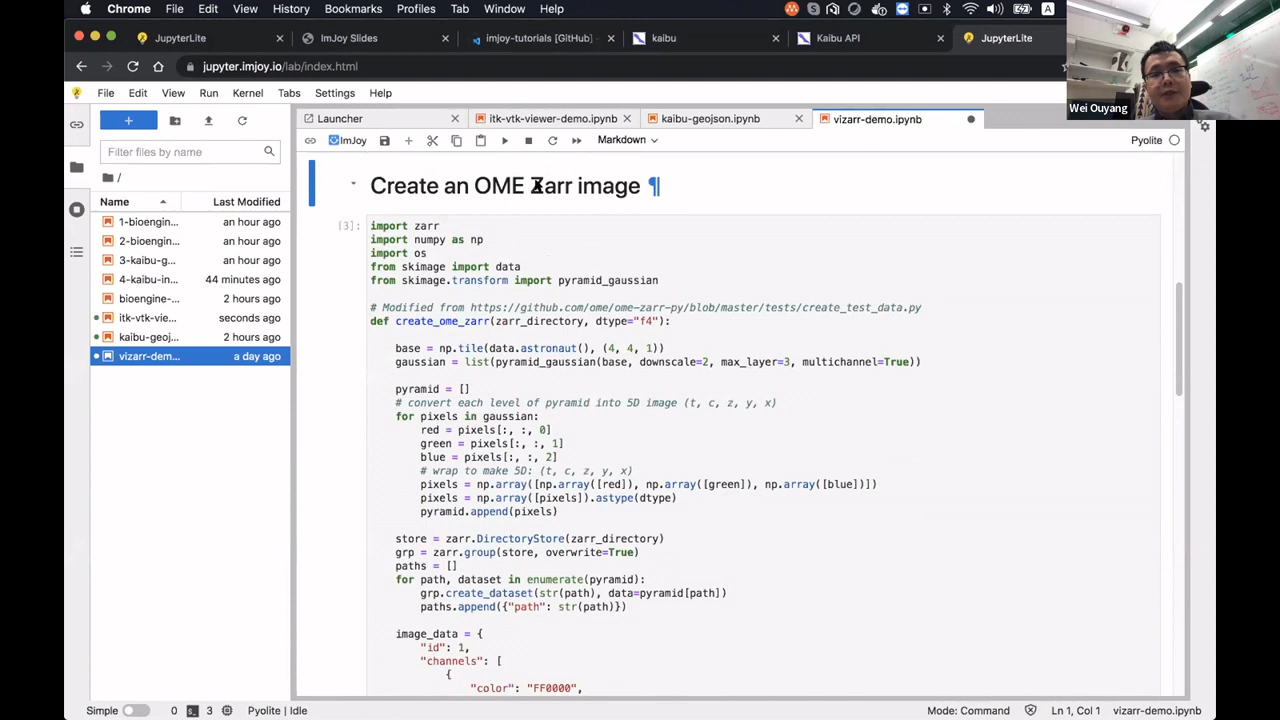 Chrome File Edit View History Bookmarks Profiles Tab Window Help
JupyterLite
ImJoy Slides
imjoy-tutorials [GitHub]
kaibu
Kaibu API
JupyterLite
jupyter.imjoy.io/lab/index.html
Wei Ouyang
File Edit View Run Kernel Tabs Settings Help
Launcher
itk-vtk-viewer-demo.ipynb
kaibu-geojson.ipynb
vizarr-demo.ipynb
ImJoy
Markdown
Pyolite
Filter files by name
/
Name Last Modified
1-bioengin... an hour ago
2-bioengin... an hour ago
3-kaibu-g... an hour ago
4-kaibu-in... 44 minutes ago
bioengine-... 2 hours ago
itk-vtk-vie... seconds ago
kaibu-geoj... 2 hours ago
vizarr-dem... a day ago
Create an OME Zarr image ¶
[3]:
import zarr
import numpy as np
import os
from skimage import data
from skimage.transform import pyramid_gaussian
# Modified from https://github.com/ome/ome-zarr-py/blob/master/tests/create_test_data.py
def create_ome_zarr(zarr_directory, dtype="f4"):
base = np.tile(data.astronaut(), (4, 4, 1))
gaussian = list(pyramid_gaussian(base, downscale=2, max_layer=3, multichannel=True))
pyramid = []
# convert each level of pyramid into 5D image (t, c, z, y, x)
for pixels in gaussian:
red = pixels[:, :, 0]
green = pixels[:, :, 1]
blue = pixels[:, :, 2]
# wrap to make 5D: (t, c, z, y, x)
pixels = np.array([np.array([red]), np.array([green]), np.array([blue])])
pixels = np.array([pixels]).astype(dtype)
pyramid.append(pixels)
store = zarr.DirectoryStore(zarr_directory)
grp = zarr.group(store, overwrite=True)
paths = []
for path, dataset in enumerate(pyramid):
grp.create_dataset(str(path), data=pyramid[path])
paths.append({"path": str(path)})
image_data = {
"id": 1,
"channels": [
{
"color": "FF0000",
Simple 0 3 Pyolite | Idle Mode: Command Ln 1, Col 1 vizarr-demo.ipynb